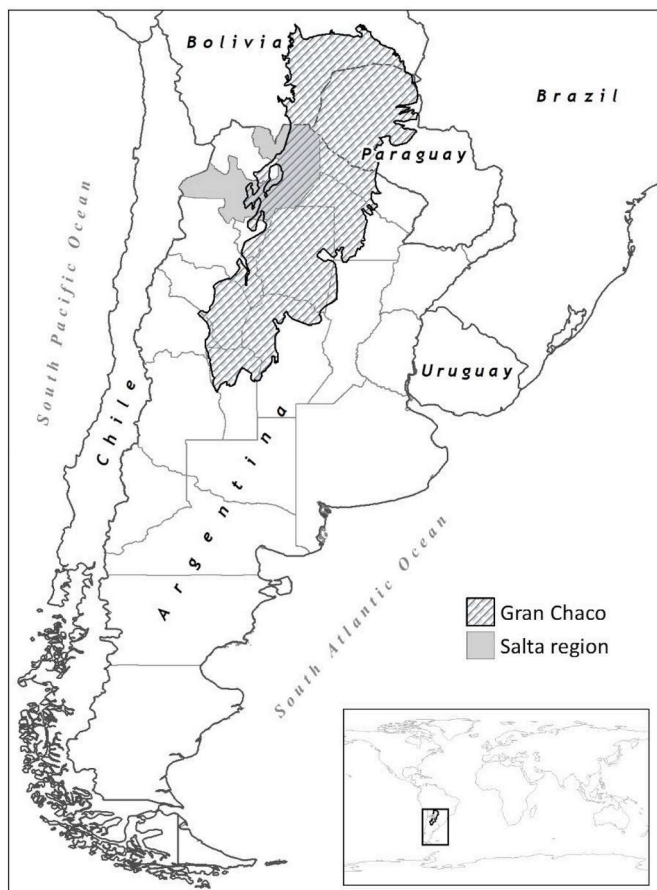 Bolivia
Brazil
Paraguay
South Pacific Ocean
Uruguay
Chile
Argentina
South Atlantic Ocean
Gran Chaco
Salta region